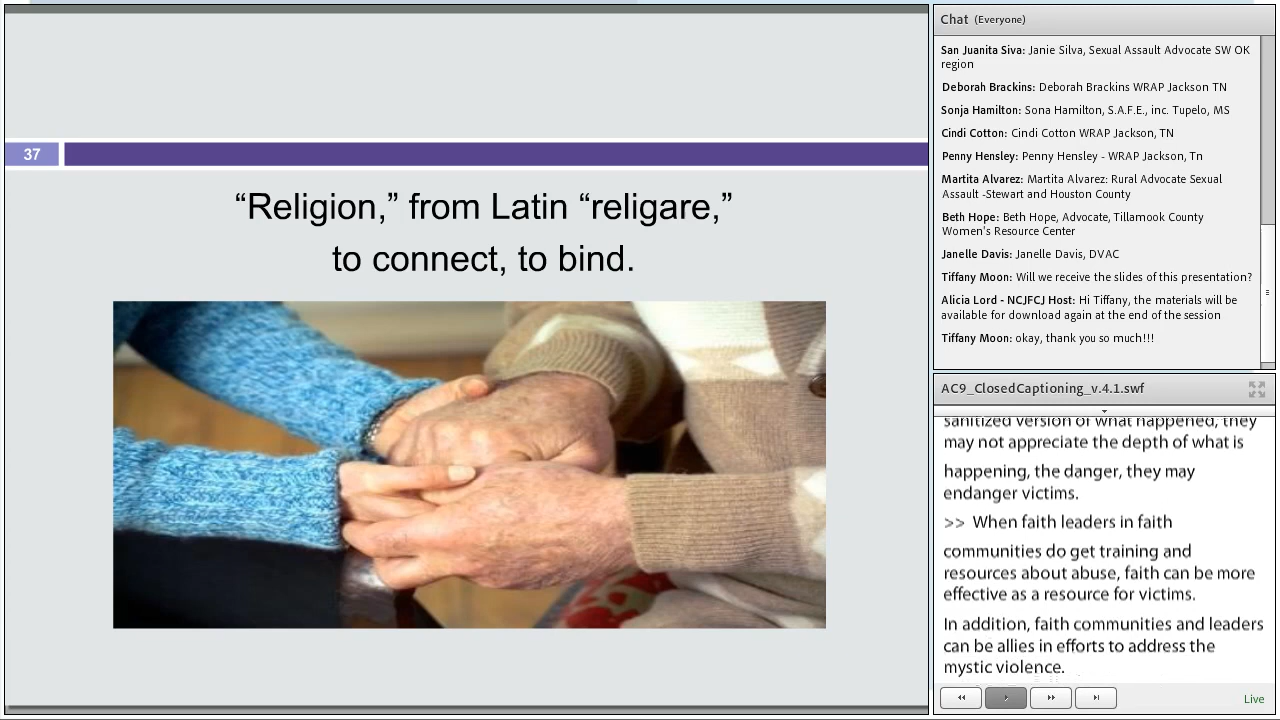 37
“Religion,” from Latin “religare,”
to connect, to bind.
Chat (Everyone)
San Juanita Siva: Janie Silva, Sexual Assault Advocate SW OK
region
Deborah Brackins: Deborah Brackins WRAP Jackson TN
Sonja Hamilton: Sona Hamilton, S.A.F.E., inc. Tupelo, MS
Cindi Cotton: Cindi Cotton WRAP Jackson, TN
Penny Hensley: Penny Hensley - WRAP Jackson, Tn
Martita Alvarez: Martita Alvarez: Rural Advocate Sexual
Assault -Stewart and Houston County
Beth Hope: Beth Hope, Advocate, Tillamook County
Women's Resource Center
Janelle Davis: Janelle Davis, DVAC
Tiffany Moon: Will we receive the slides of this presentation?
Alicia Lord - NCJFCJ Host: Hi Tiffany, the materials will be
available for download again at the end of the session
Tiffany Moon: okay, thank you so much!!!
AC9_ClosedCaptioning_v.4.1.swf
sanitized version of what happened, they
may not appreciate the depth of what is
happening, the danger, they may
endanger victims.
>> When faith leaders in faith
communities do get training and
resources about abuse, faith can be more
effective as a resource for victims.
In addition, faith communities and leaders
can be allies in efforts to address the
mystic violence.
Live